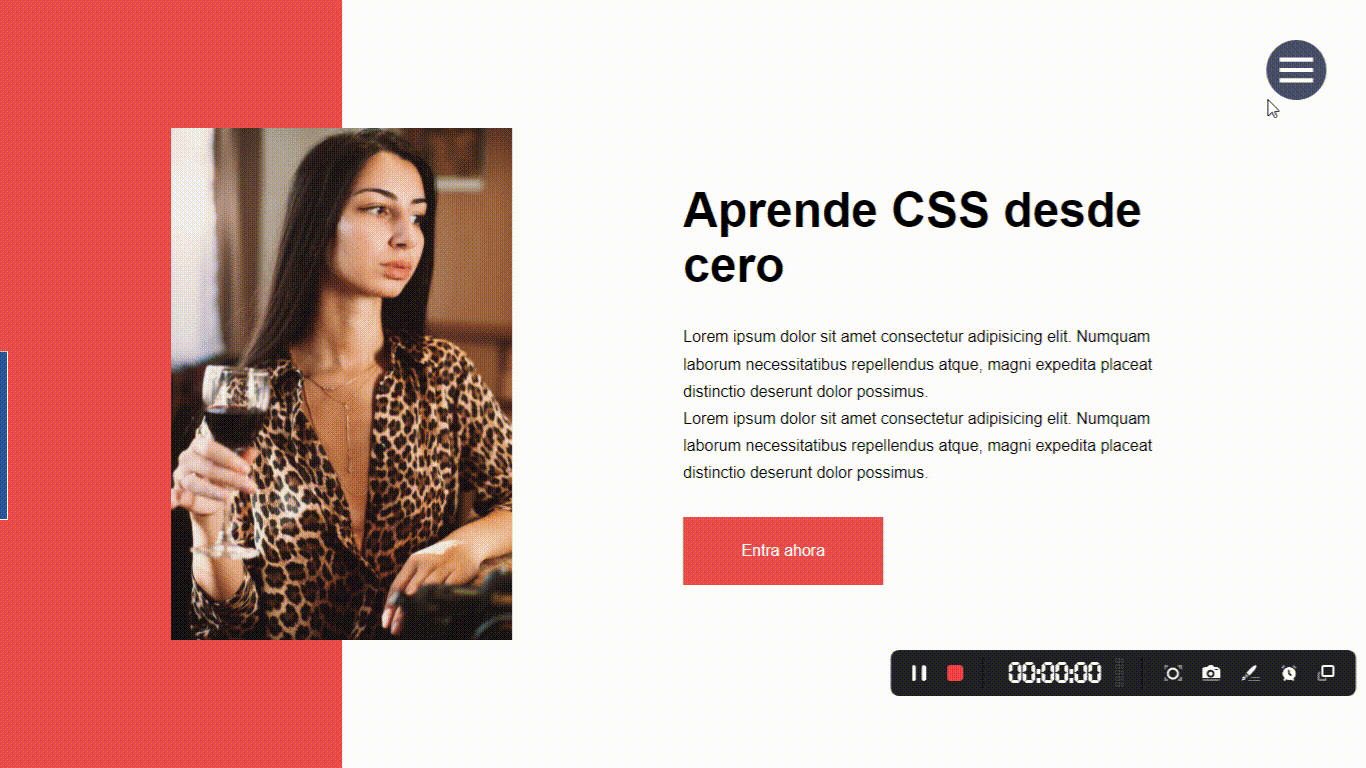 Aprende CSS desde
cero
Lorem ipsum dolor sit amet consectetur adipisicing elit. Numquam
laborum necessitatibus repellendus atque, magni expedita placeat
distinctio deserunt dolor possimus.
Lorem ipsum dolor sit amet consectetur adipisicing elit. Numquam
laborum necessitatibus repellendus atque, magni expedita placeat
distinctio deserunt dolor possimus.
Entra ahora
00:00:00